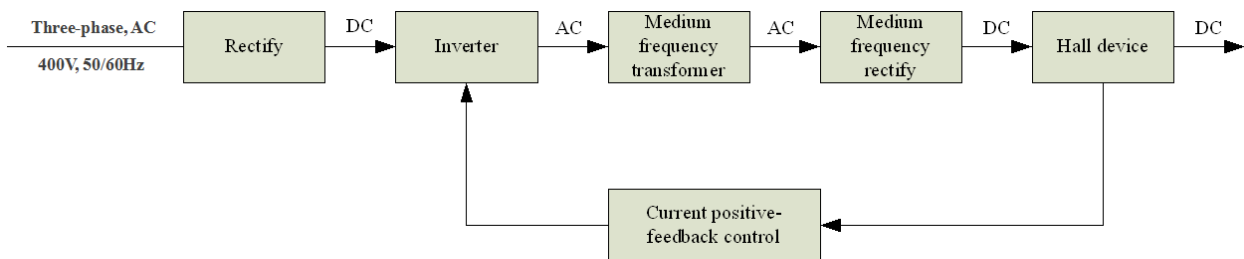 Three-phase, AC
400V, 50/60Hz
Rectify
DC
Inverter
AC
Medium
frequency
transformer
AC
Medium
frequency
rectify
DC
Hall device
DC
Current positive-
feedback control